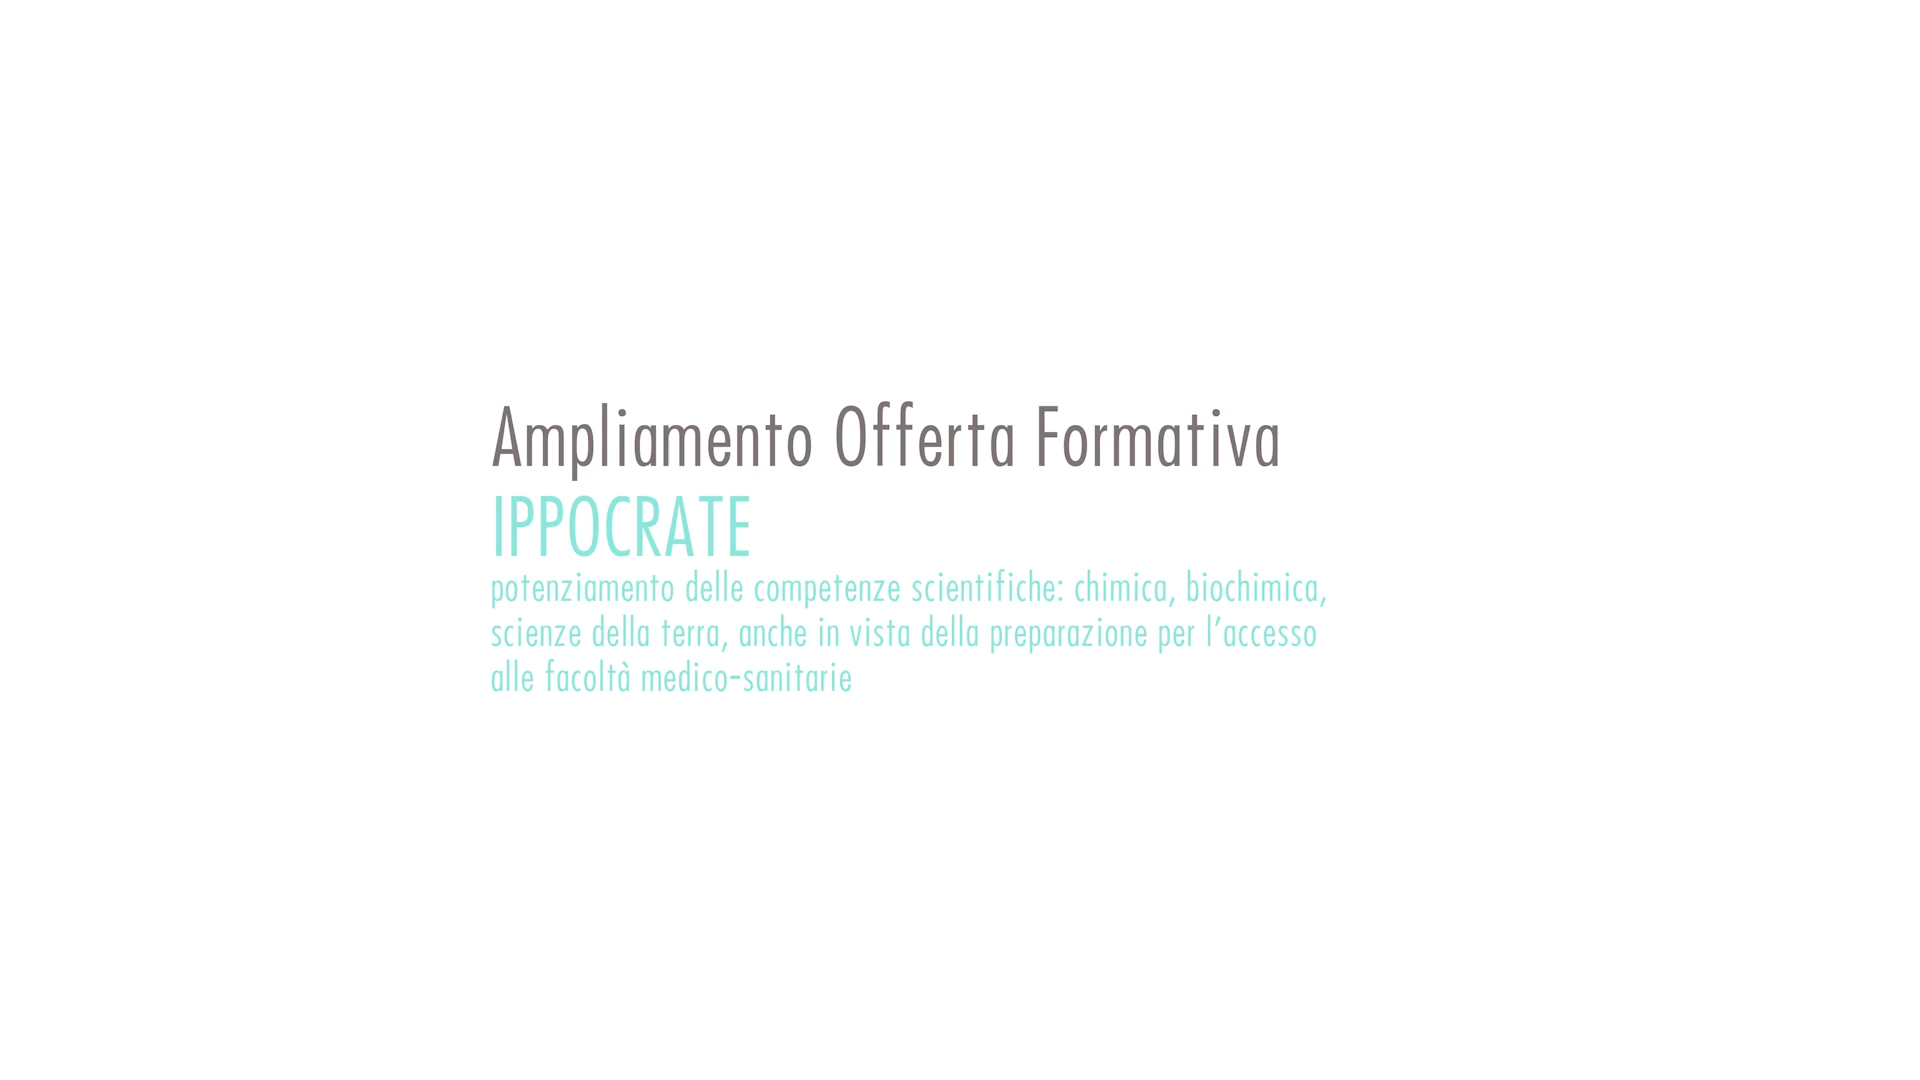 Ampliamento Offerta Formativa
IPPOCRATE
potenziamento delle competenze scientifiche: chimica, biochimica,
scienze della terra, anche in vista della preparazione per l’accesso
alle facoltà medico-sanitarie